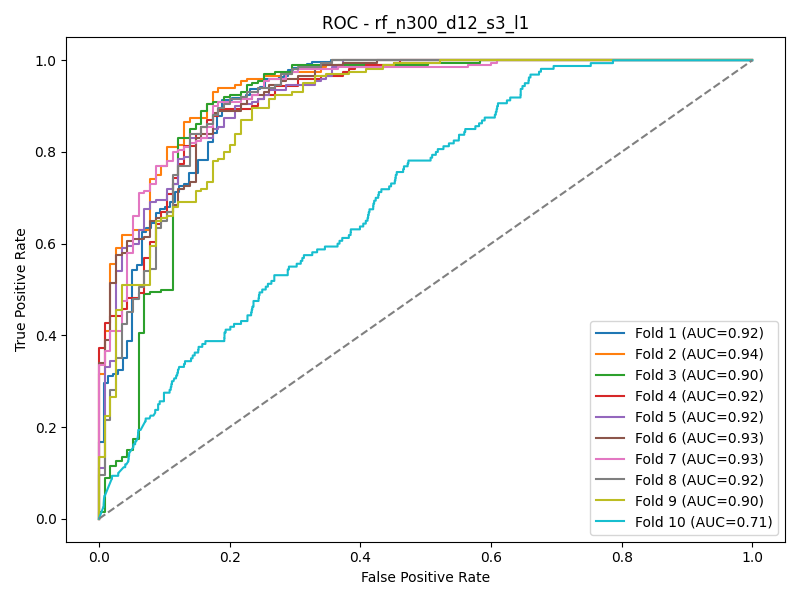 ROC - rf_n300_d12_s3_l1
True Positive Rate
1.0
0.8
0.6
0.4
0.2
0.0
0.0 0.2 0.4 0.6 0.8 1.0
False Positive Rate
Fold 1 (AUC=0.92)
Fold 2 (AUC=0.94)
Fold 3 (AUC=0.90)
Fold 4 (AUC=0.92)
Fold 5 (AUC=0.92)
Fold 6 (AUC=0.93)
Fold 7 (AUC=0.93)
Fold 8 (AUC=0.92)
Fold 9 (AUC=0.90)
Fold 10 (AUC=0.71)